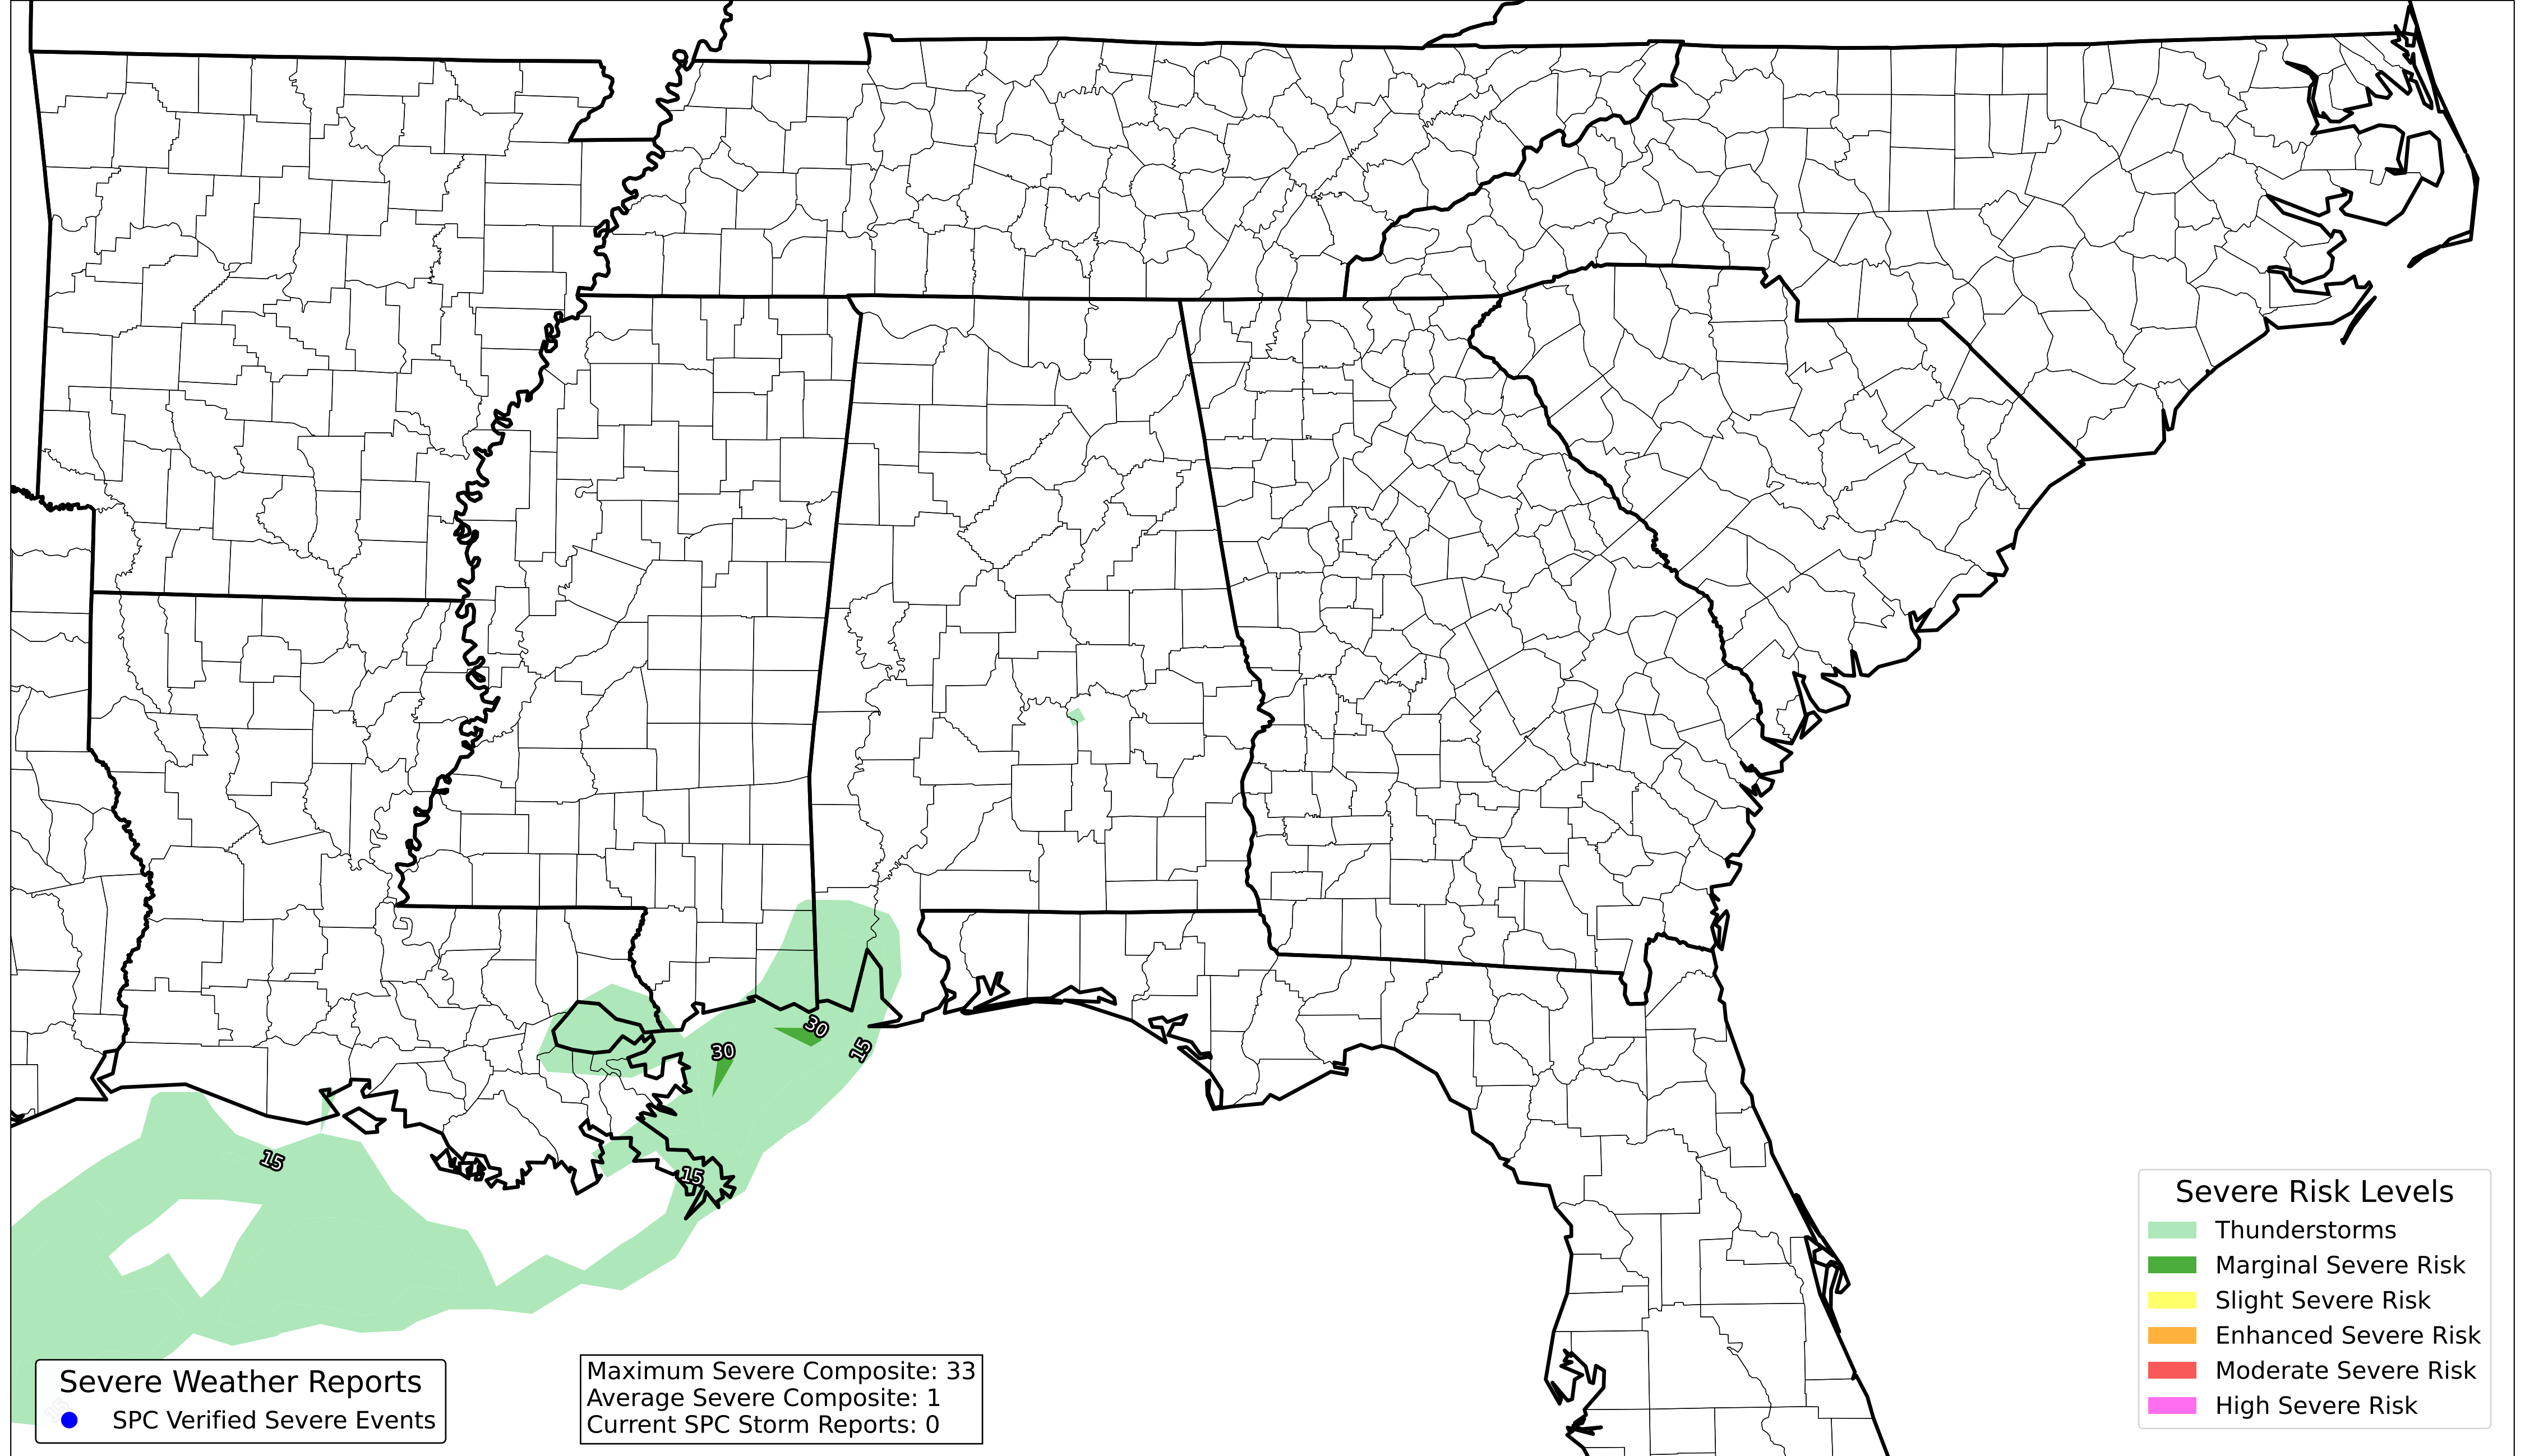 30
30
15
15
15
15
Severe Risk Levels
Thunderstorms
Marginal Severe Risk
Slight Severe Risk
Enhanced Severe Risk
Moderate Severe Risk
High Severe Risk
Severe Weather Reports
SPC Verified Severe Events
Maximum Severe Composite: 33
Average Severe Composite: 1
Current SPC Storm Reports: 0